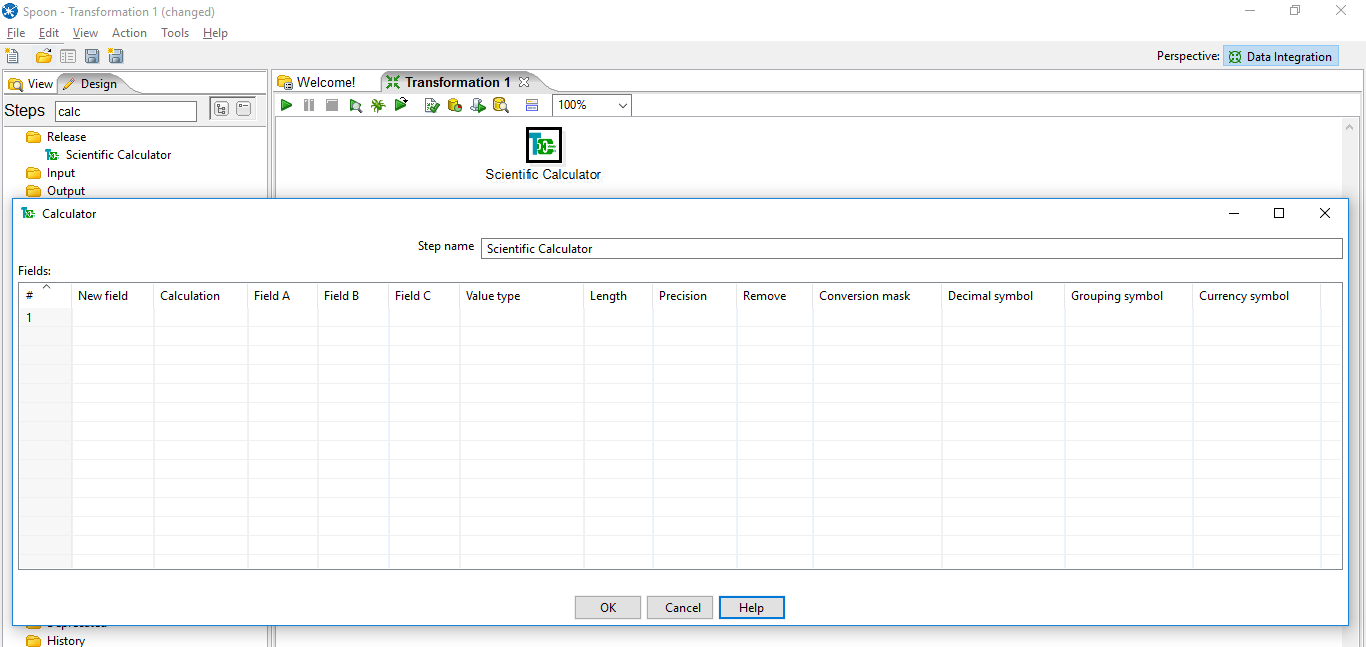 Spoon - Transformation 1 (changed)
File Edit View Action Tools Help
Perspective: Data Integration
View Design Welcome! Transformation 1
Steps calc 100%
Release
Scientific Calculator
Input
Output
Scientific Calculator
Calculator
Step name Scientific Calculator
Fields:
# New field Calculation Field A Field B Field C Value type Length Precision Remove Conversion mask Decimal symbol Grouping symbol Currency symbol
1
OK Cancel Help
History